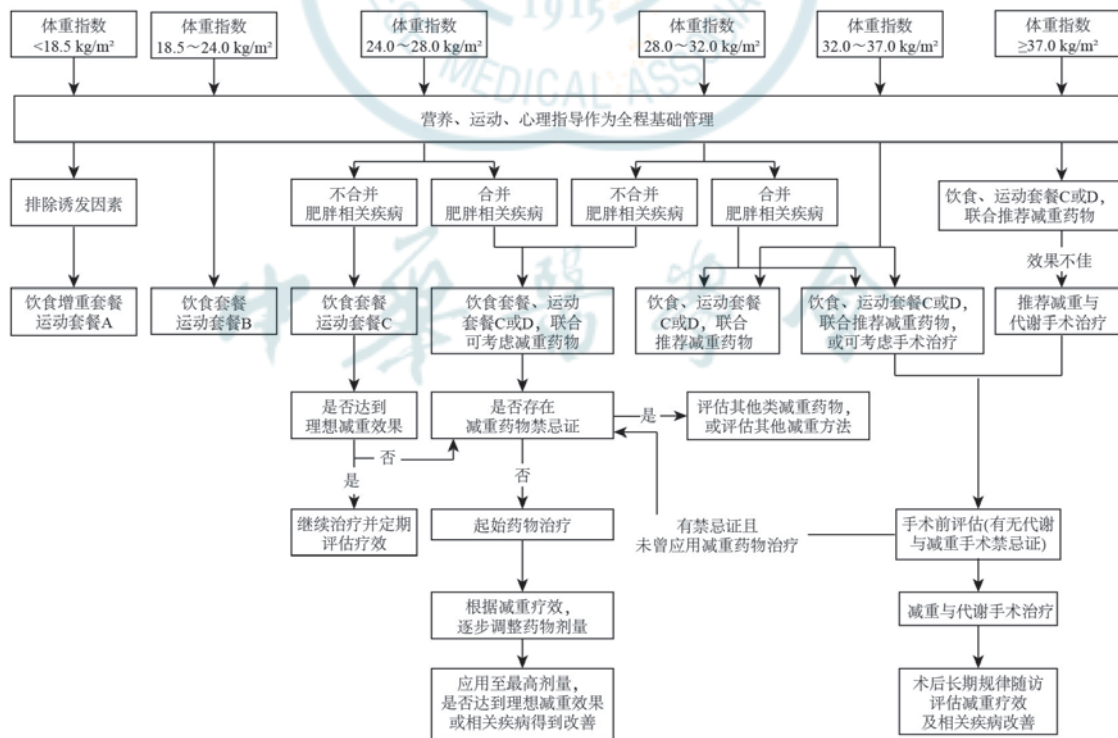 1915
MEDICAL ASSOCIA
中華醫學會
体重指数
<18.5 kg/m²
体重指数
18.5～24.0 kg/m²
体重指数
24.0～28.0 kg/m²
体重指数
28.0～32.0 kg/m²
体重指数
32.0～37.0 kg/m²
体重指数
≥37.0 kg/m²
营养、运动、心理指导作为全程基础管理
排除诱发因素
不合并
肥胖相关疾病
合并
肥胖相关疾病
不合并
肥胖相关疾病
合并
肥胖相关疾病
饮食、运动套餐C或D，
联合推荐减重药物
效果不佳
饮食增重套餐
运动套餐A
饮食套餐
运动套餐B
饮食套餐
运动套餐C
饮食套餐、运动
套餐C或D，联合
可考虑减重药物
饮食、运动套餐
C或D，联合
推荐减重药物
饮食、运动套餐C或D，
联合推荐减重药物，
或可考虑手术治疗
推荐减重与
代谢手术治疗
是否达到
理想减重效果
是否存在
减重药物禁忌证
是
评估其他类减重药物，
或评估其他减重方法
否
是
否
继续治疗并定期
评估疗效
起始药物治疗
有禁忌证且
未曾应用减重药物治疗
手术前评估(有无代谢
与减重手术禁忌证)
根据减重疗效，
逐步调整药物剂量
减重与代谢手术治疗
应用至最高剂量，
是否达到理想减重效果
或相关疾病得到改善
术后长期规律随访
评估减重疗效
及相关疾病改善